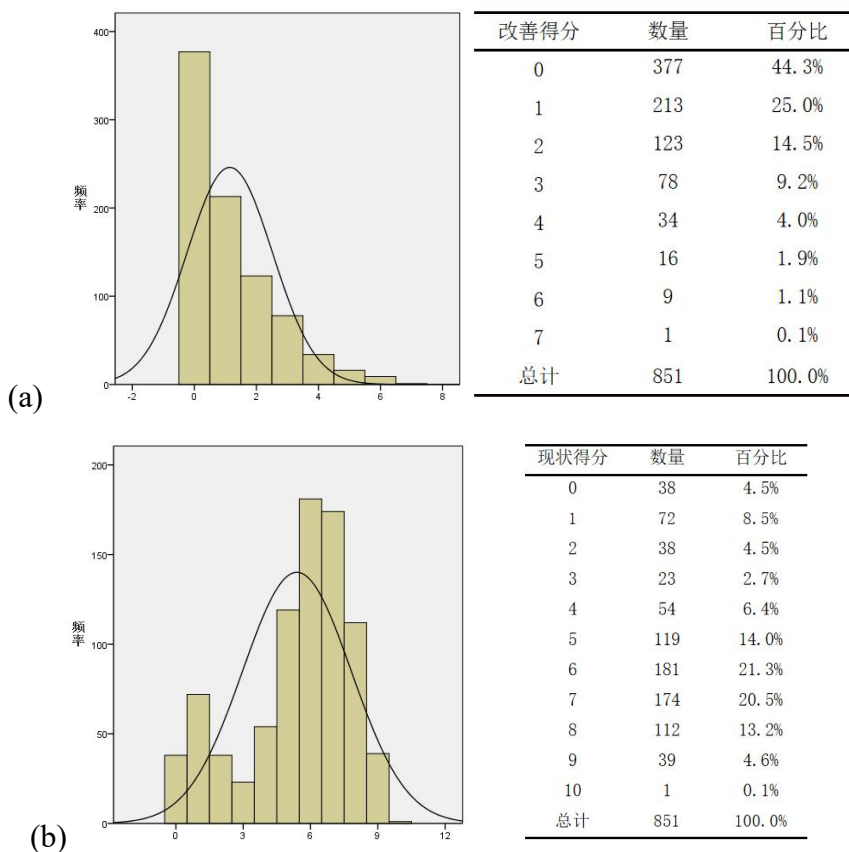 400
300
200
100
0
频率
-2 0 2 4 6 8
(a)
改善得分 数量 百分比
0 377 44.3%
1 213 25.0%
2 123 14.5%
3 78 9.2%
4 34 4.0%
5 16 1.9%
6 9 1.1%
7 1 0.1%
总计 851 100.0%
200
150
100
50
0
频率
0 3 6 9 12
(b)
现状得分 数量 百分比
0 38 4.5%
1 72 8.5%
2 38 4.5%
3 23 2.7%
4 54 6.4%
5 119 14.0%
6 181 21.3%
7 174 20.5%
8 112 13.2%
9 39 4.6%
10 1 0.1%
总计 851 100.0%